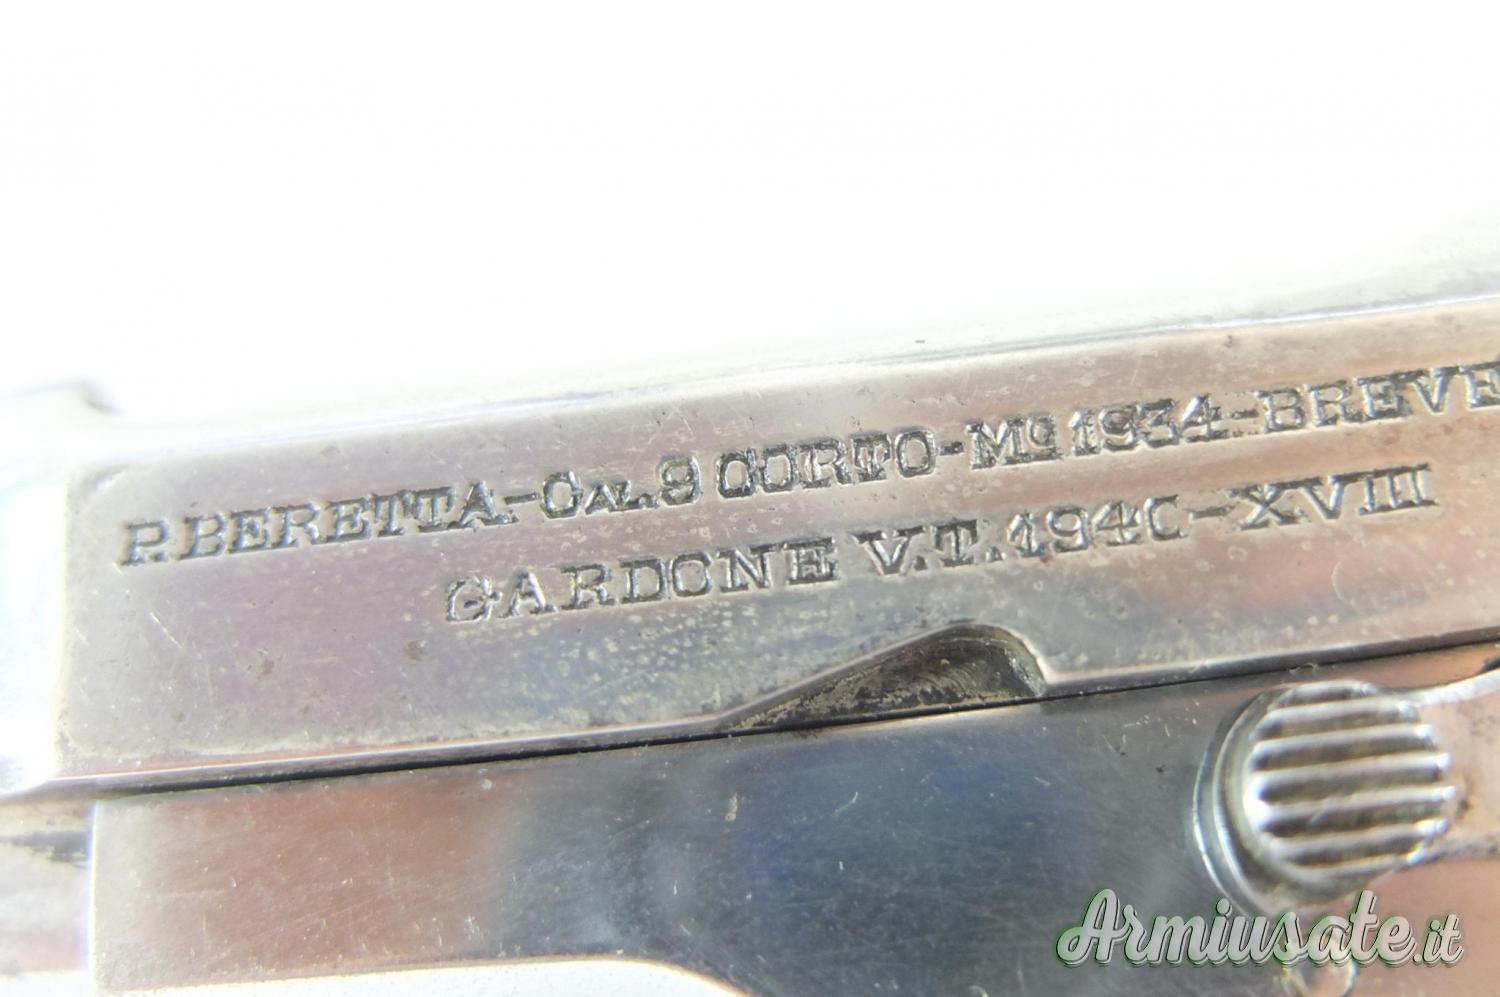 P. BERETTA-CAL. 9 CORTO-Mo 1934-BREVE
GARDONE V.T. 1940-XVIII
Armiusate.it